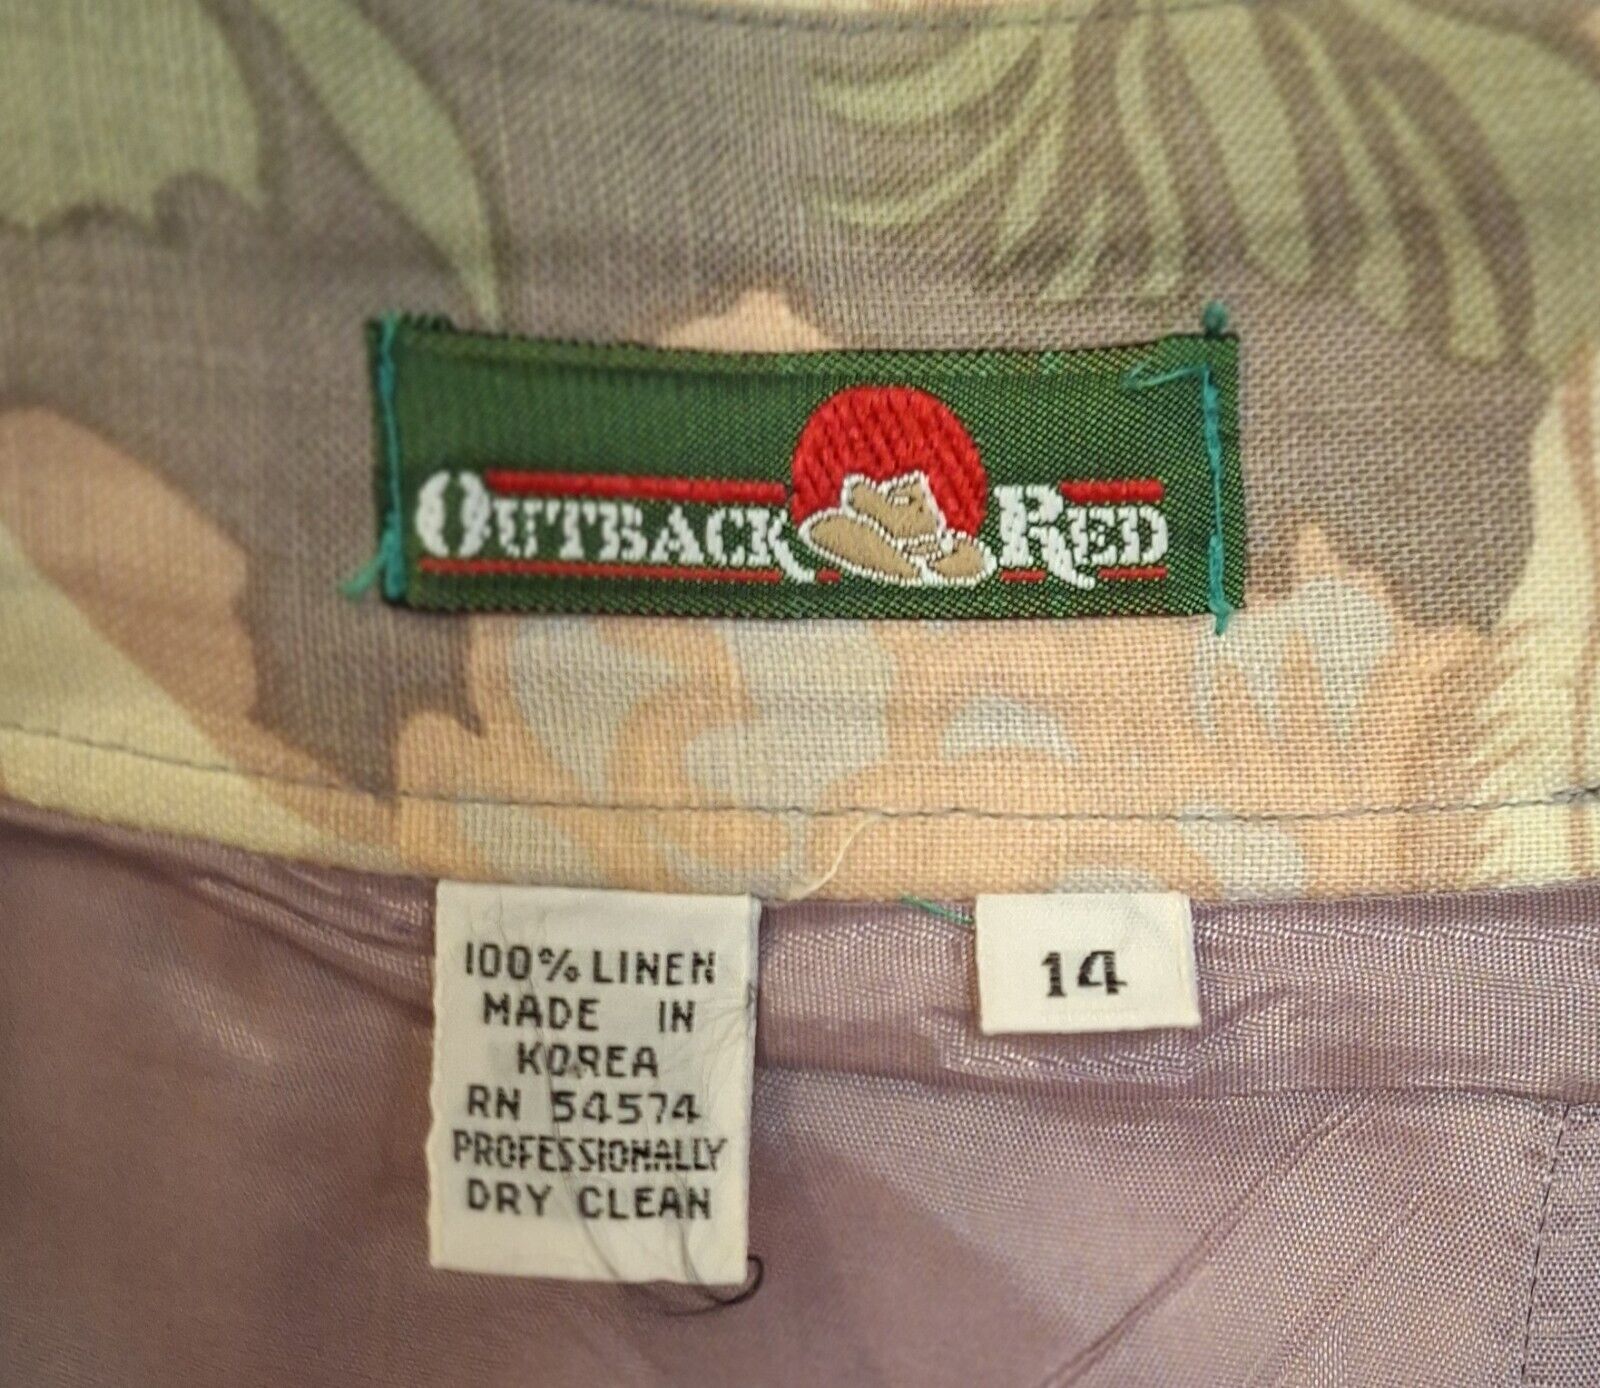 OUTBACK RED
100% LINEN
MADE IN
KOREA
RN 54574
PROFESSIONALLY
DRY CLEAN
14